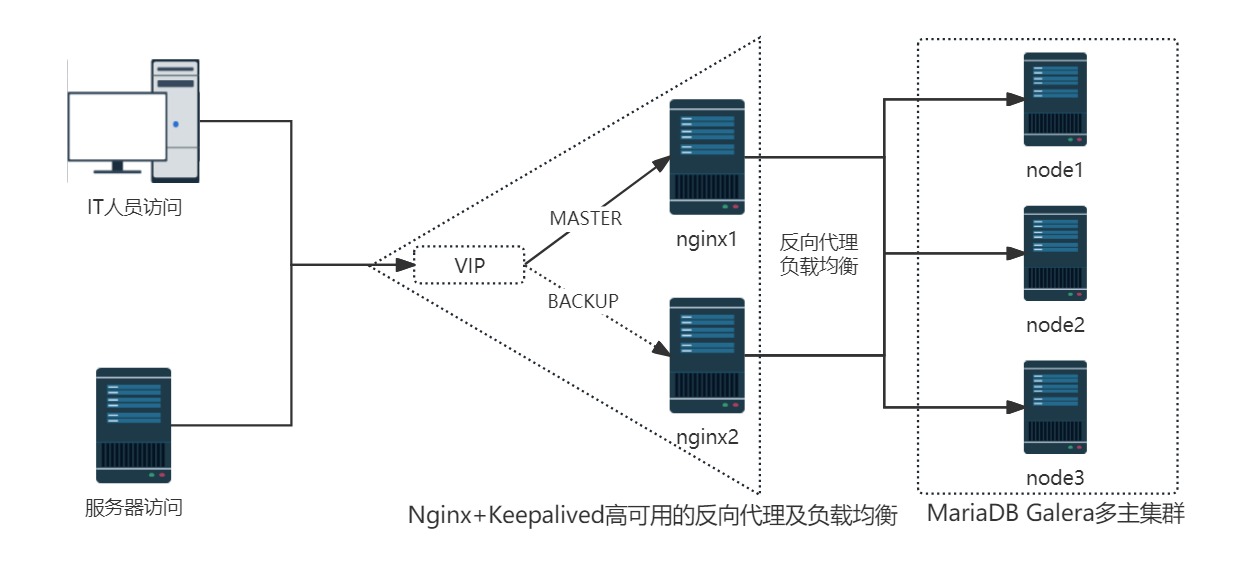 IT人员访问
服务器访问
VIP
MASTER
BACKUP
nginx1
nginx2
反向代理
负载均衡
node1
node2
node3
Nginx+Keepalived高可用的反向代理及负载均衡
MariaDB Galera多主集群